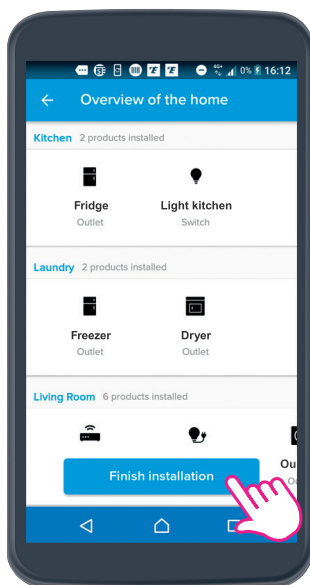 0% 16:12
Overview of the home
Kitchen 2 products installed
Fridge Light kitchen
Outlet Switch
Laundry 2 products installed
Freezer Dryer
Outlet Outlet
Living Room 6 products installed
Finish installation